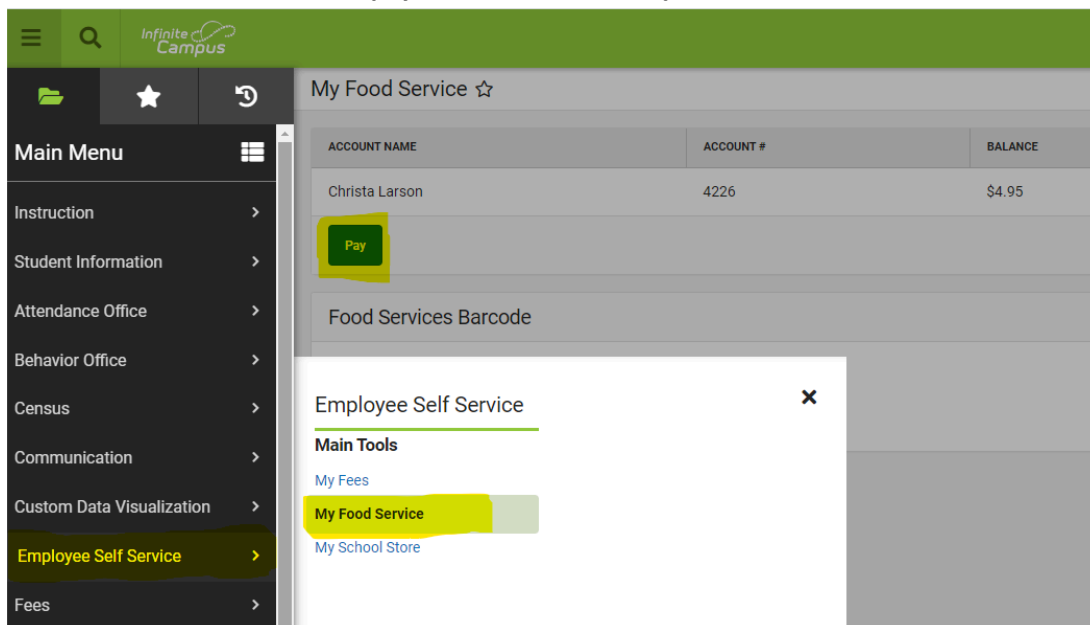 Infinite
Campus
My Food Service
Main Menu
ACCOUNT NAME ACCOUNT # BALANCE
Christa Larson 4226 $4.95
Pay
Instruction
Student Information
Attendance Office
Food Services Barcode
Behavior Office
Census
Communication
Custom Data Visualization
Employee Self Service
Fees
Employee Self Service
Main Tools
My Fees
My Food Service
My School Store